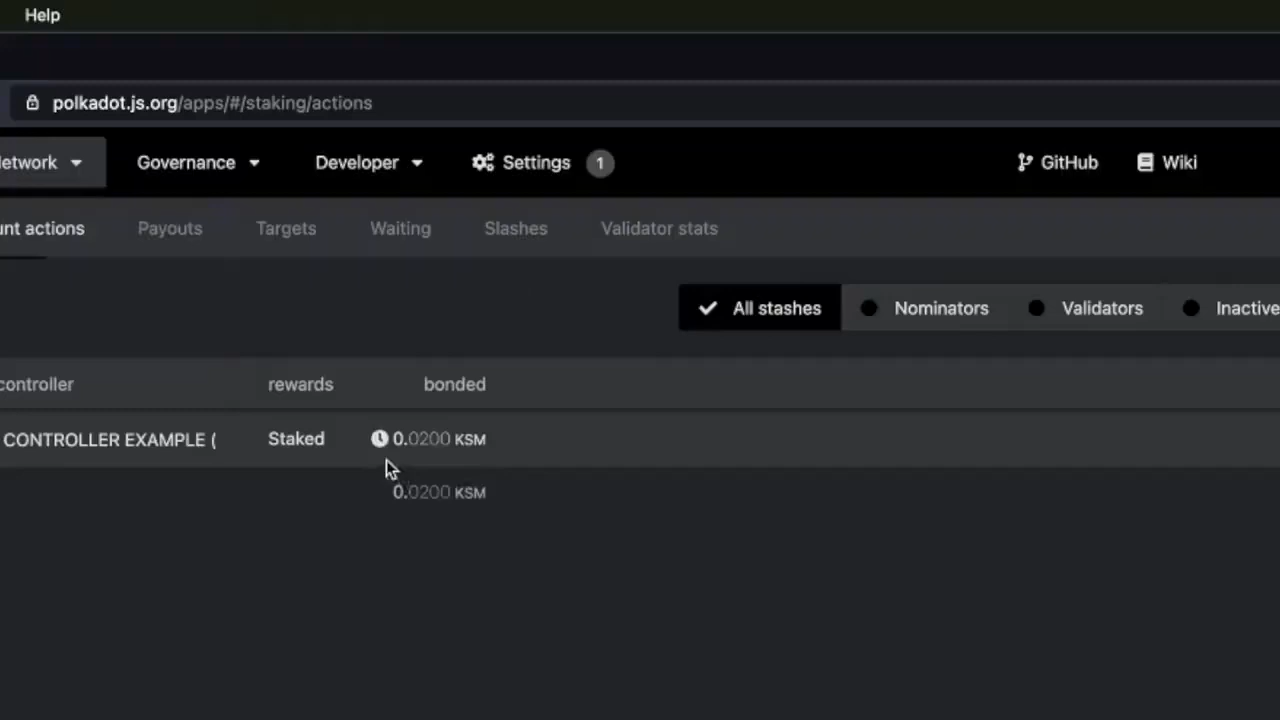 Help
polkadot.js.org/apps/#/staking/actions
etwork Governance Developer Settings 1 GitHub Wiki
unt actions Payouts Targets Waiting Slashes Validator stats
All stashes Nominators Validators Inactive
controller rewards bonded
CONTROLLER EXAMPLE ( Staked 0.0200 KSM
0.0200 KSM